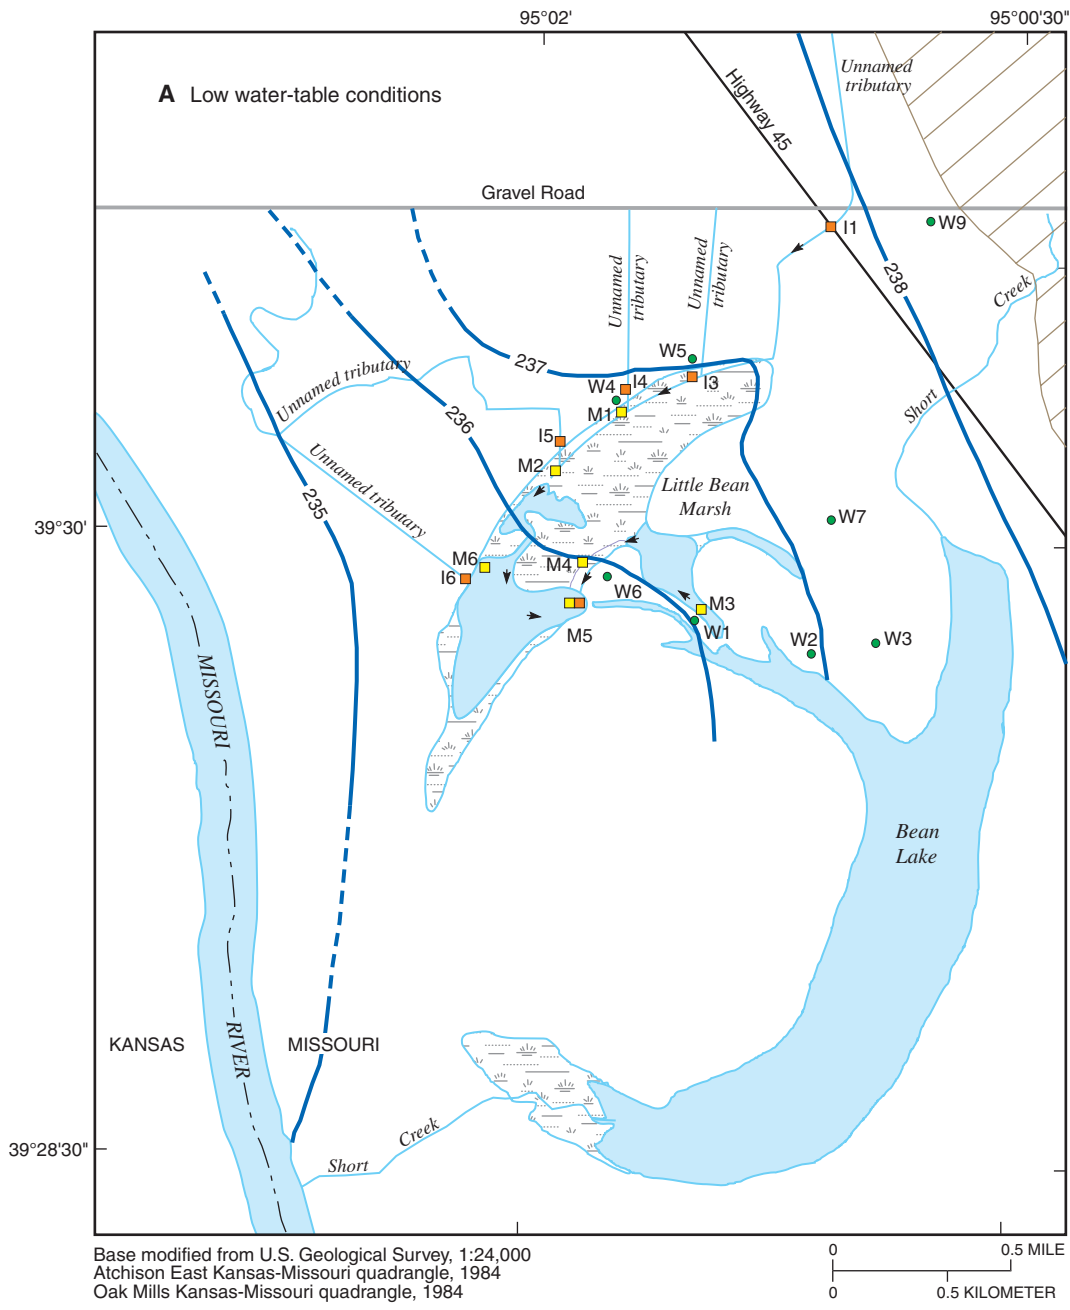 95°02'
95°00'30"
A Low water-table conditions
Highway 45
Unnamed
tributary
Gravel Road
I1
W9
238
Creek
Unnamed
tributary
Unnamed
tributary
W5
237
I3
I4
W4
M1
Short
Unnamed tributary
236
I5
M2
Unnamed tributary
235
Little Bean
Marsh
39°30'
W7
M6
I6
M4
W6
M3
M5
W1
W2
W3
MISSOURI
Bean
Lake
RIVER
KANSAS
MISSOURI
Creek
Short
39°28'30"
Base modified from U.S. Geological Survey, 1:24,000
Atchison East Kansas-Missouri quadrangle, 1984
Oak Mills Kansas-Missouri quadrangle, 1984
0
0.5 MILE
0
0.5 KILOMETER